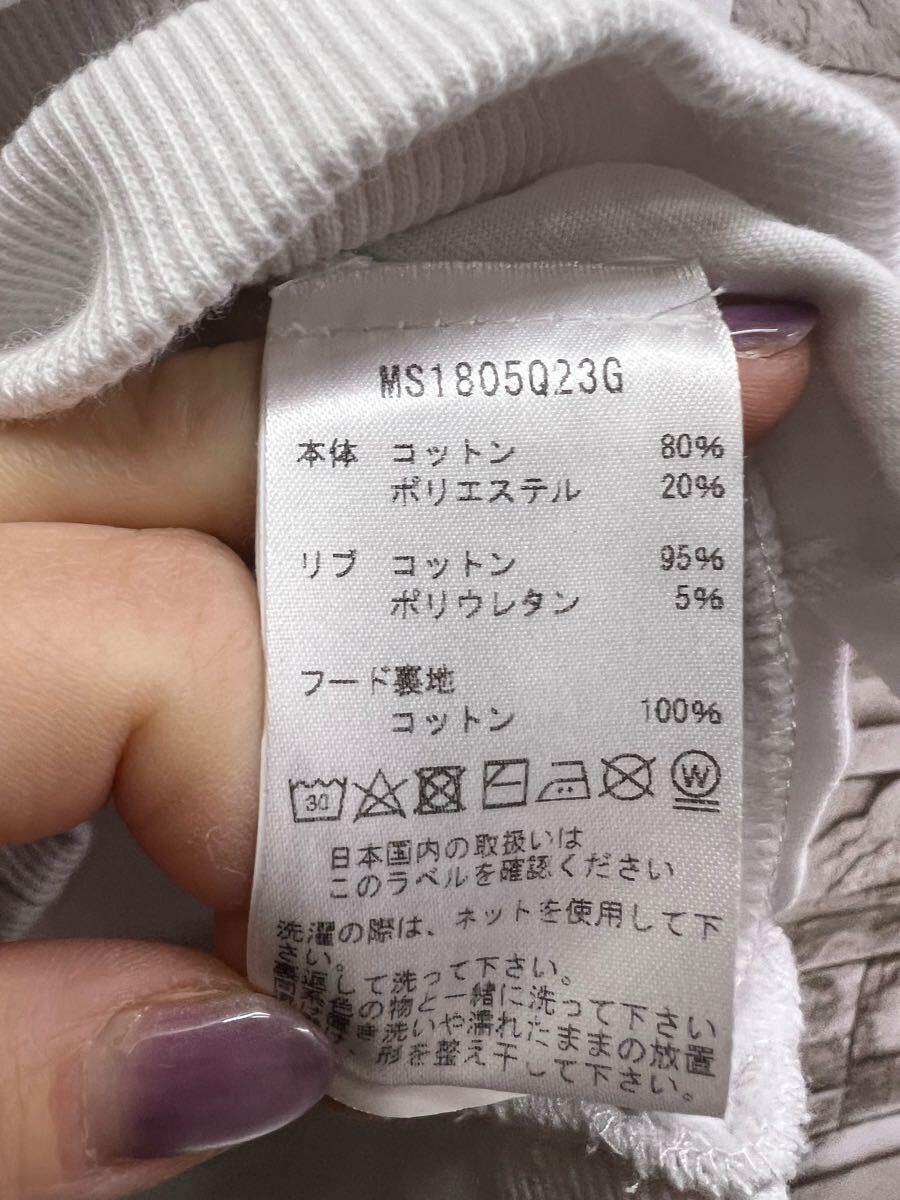 MS1805Q23G
本体 コットン 80%
ポリエステル 20%
リブ コットン 95%
ポリウレタン 5%
フード裏地
コットン 100%
30 W
日本国内の取扱いは
このラベルを確認ください
洗濯の際は、ネットを使用して下
さい。
裏返して洗って下さい。
同色の物と一緒に洗って下さい
洗いや濡れたままの放置
、形を整え干して下さい。